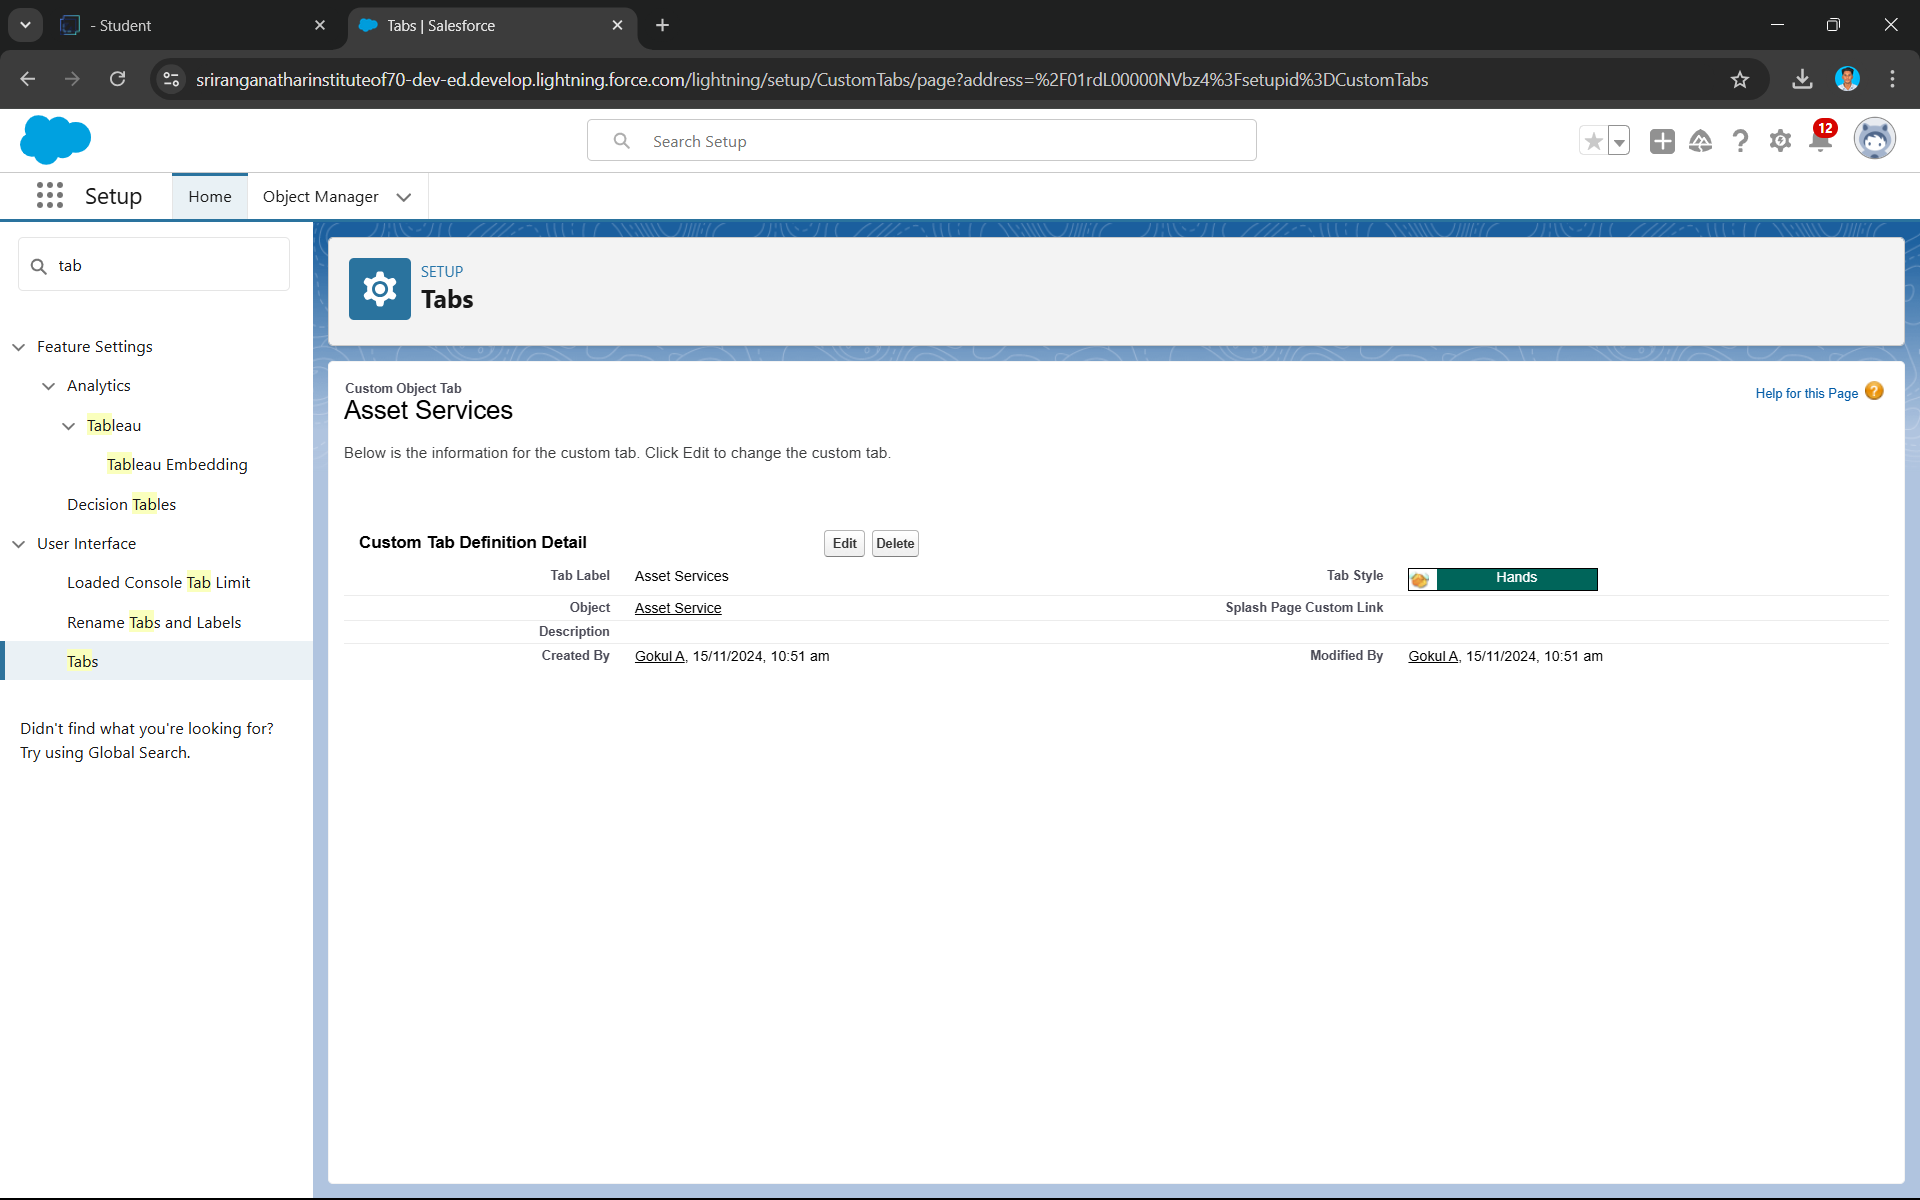 - Student
Tabs | Salesforce
sriranganatharinstituteof70-dev-ed.develop.lightning.force.com/lightning/setup/CustomTabs/page?address=%2F01rdL00000NVbz4%3Fsetupid%3DCustomTabs
Search Setup
12
Setup
Home
Object Manager
tab
Feature Settings
Analytics
Tableau
Tableau Embedding
Decision Tables
User Interface
Loaded Console Tab Limit
Rename Tabs and Labels
Tabs
Didn't find what you're looking for?
Try using Global Search.
SETUP
Tabs
Custom Object Tab
Asset Services
Help for this Page
Below is the information for the custom tab. Click Edit to change the custom tab.
Custom Tab Definition Detail
Edit
Delete
Tab Label Asset Services
Tab Style Hands
Object Asset Service
Splash Page Custom Link
Description
Created By Gokul A, 15/11/2024, 10:51 am
Modified By Gokul A, 15/11/2024, 10:51 am